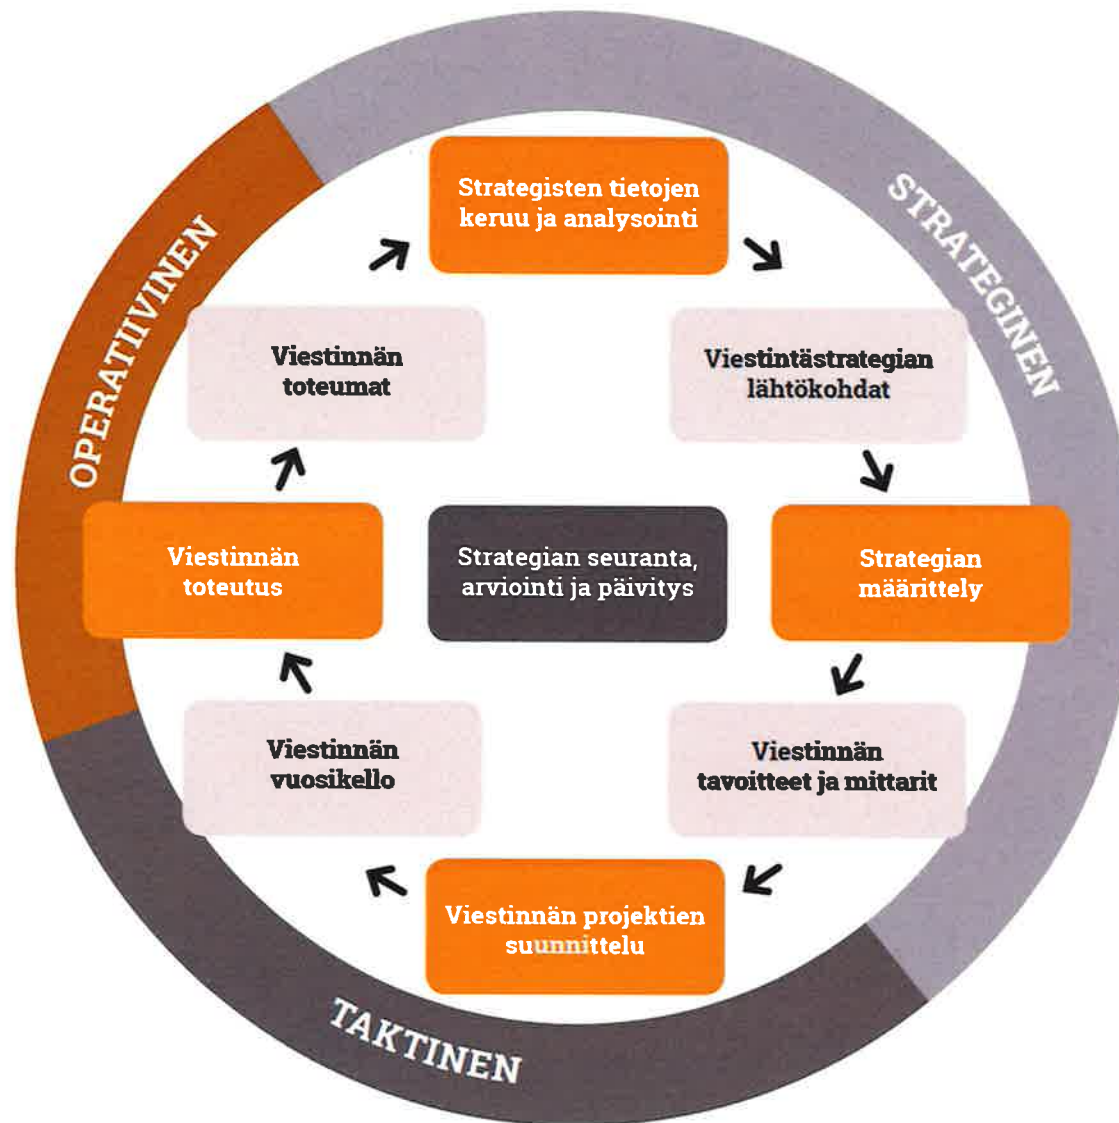 STRATEGINEN
OPERATIIVINEN
TAKTINEN
Strategisten tietojen
keruu ja analysointi
Viestintästrategian
lähtökohdat
Strategian
määrittely
Viestinnän
tavoitteet ja mittarit
Viestinnän projektien
suunnittelu
Viestinnän
vuosikello
Viestinnän
toteutus
Viestinnän
toteumat
Strategian seuranta,
arviointi ja päivitys